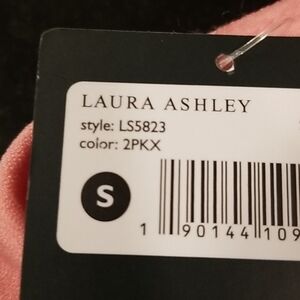 LAURA ASHLEY
style: LS5823
color: 2PKX
S
1 90144 109